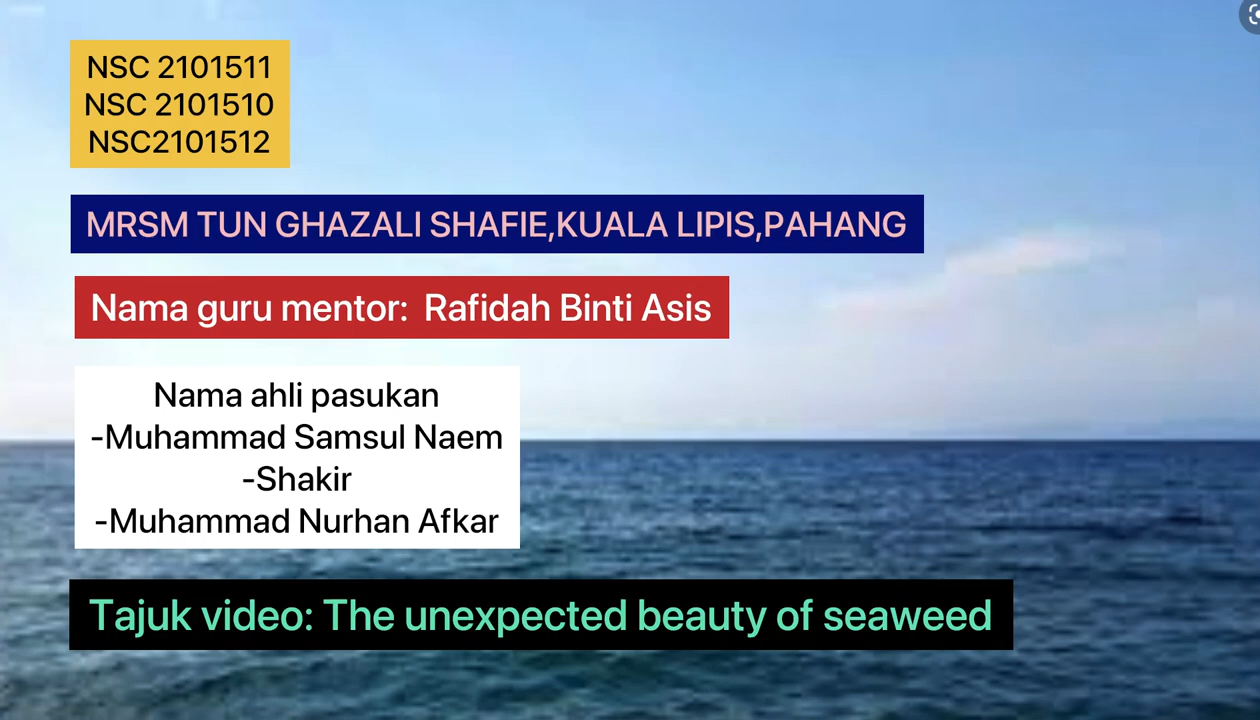 NSC 2101511
NSC 2101510
NSC2101512
MRSM TUN GHAZALI SHAFIE,KUALA LIPIS,PAHANG
Nama guru mentor: Rafidah Binti Asis
Nama ahli pasukan
-Muhammad Samsul Naem
-Shakir
-Muhammad Nurhan Afkar
Tajuk video: The unexpected beauty of seaweed